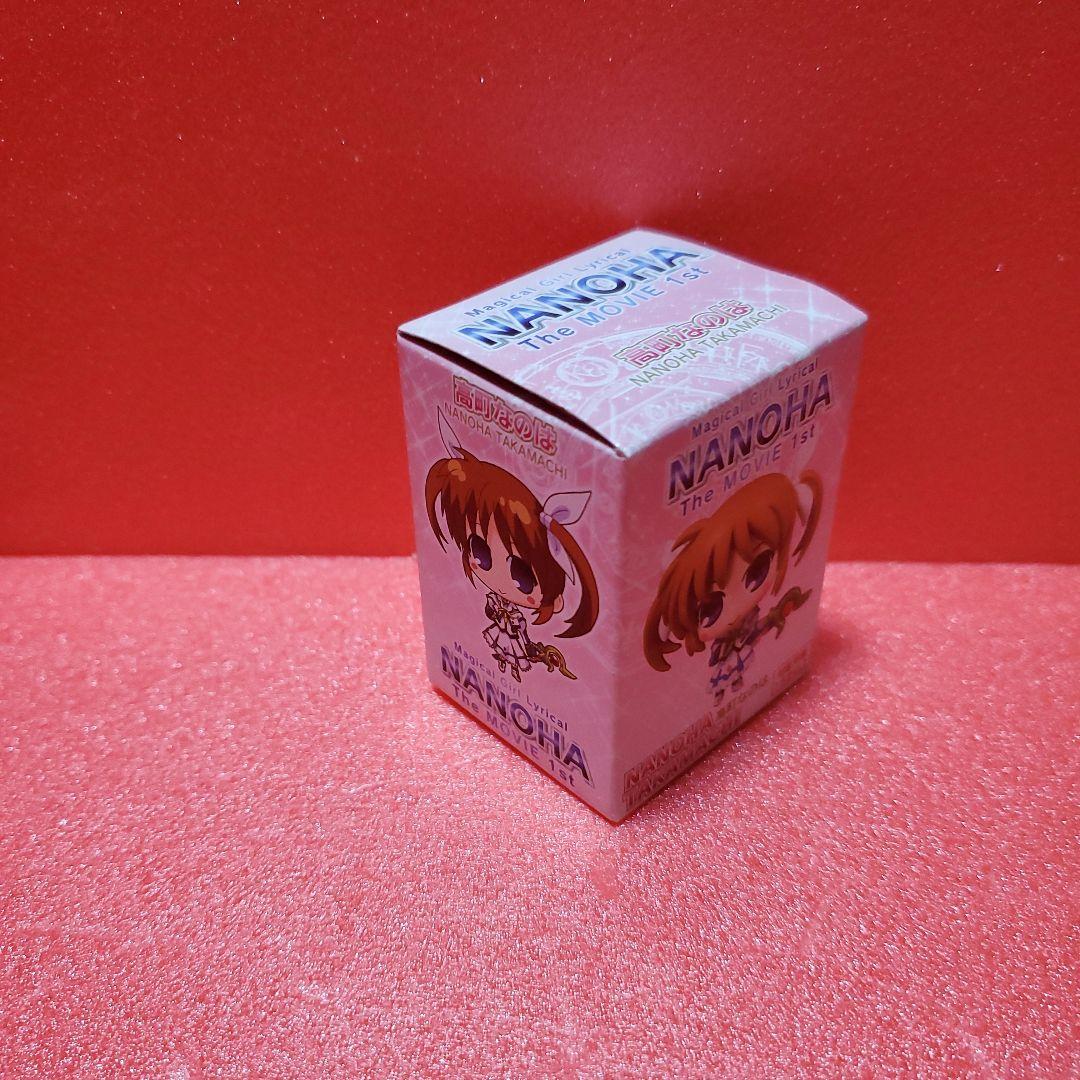 Magical Girl Lyrical
NANOHA
The MOVIE 1st
高町なのは
NANOHA TAKAMACHI
高町なのは
NANOHA TAKAMACHI
Magical Girl Lyrical
NANOHA
The MOVIE 1st
Magical Girl Lyrical
NANOHA
The MOVIE 1st
NANOHA
TAKAMACHI